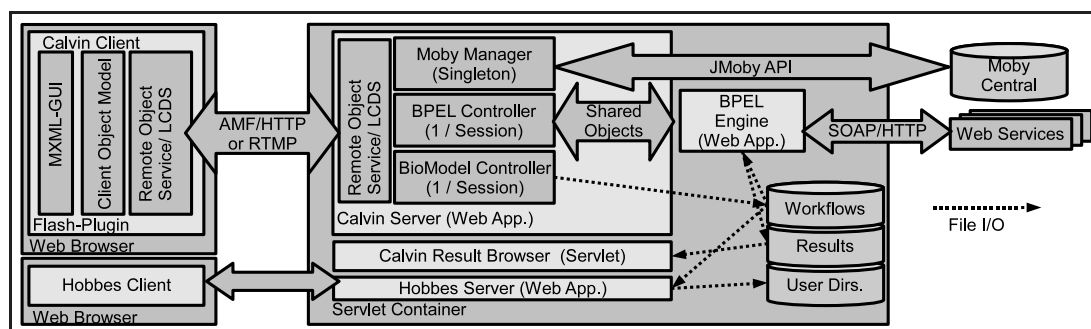 Calvin Client
MXML-GUI
Client Object Model
Remote Object
Service/ LCDS
Flash-Plugin
Web Browser
Hobbes Client
Web Browser
AMF/HTTP
or RTMP
Remote Object
Service/ LCDS
Moby Manager
(Singleton)
BPEL Controller
(1 / Session)
BioModel Controller
(1 / Session)
Calvin Server (Web App.)
Calvin Result Browser (Servlet)
Hobbes Server (Web App.)
Servlet Container
JMoby API
Shared
Objects
BPEL
Engine
(Web App.)
SOAP/HTTP
Moby
Central
Web Services
Workflows
Results
User Dirs.
File I/O